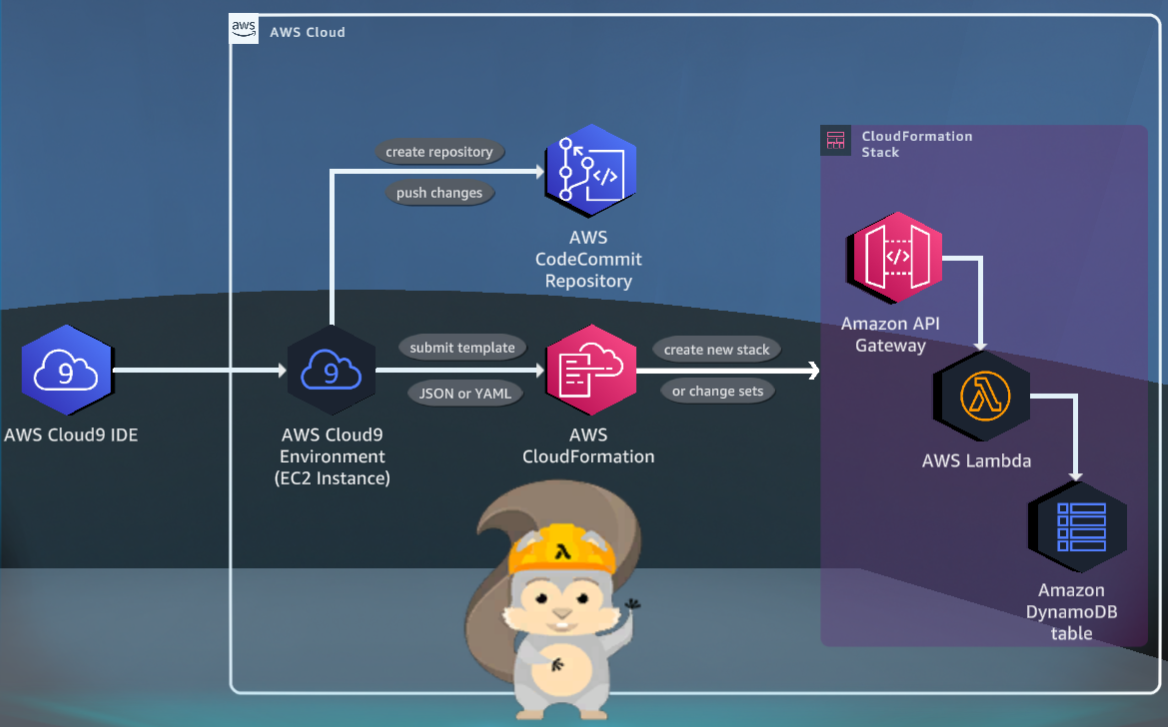 aws
AWS Cloud
create repository
push changes
AWS
CodeCommit
Repository
CloudFormation
Stack
</>
</>
Amazon API
Gateway
9
AWS Cloud9 IDE
9
AWS Cloud9
Environment
(EC2 Instance)
submit template
JSON or YAML
AWS
CloudFormation
create new stack
or change sets
λ
AWS Lambda
λ
Amazon
DynamoDB
table